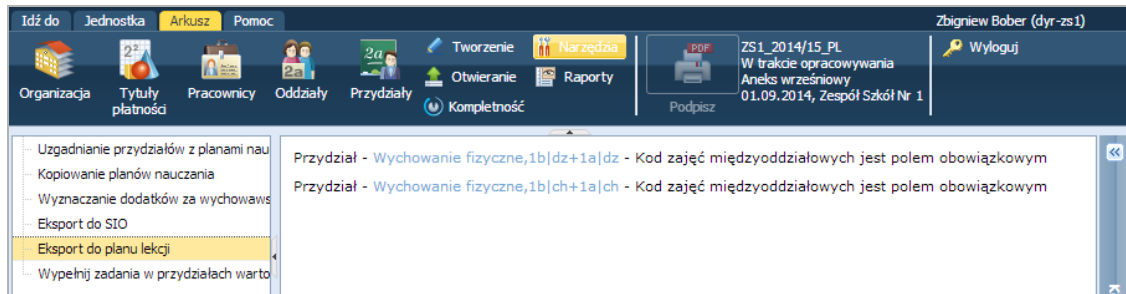 Idź do Jednostka Arkusz Pomoc Zbigniew Bober (dyr-zs1)
Organizacja
Tytuły
płatności
Pracownicy
2a
Oddziały
2a
Przydziały
Tworzenie
Otwieranie
Kompletność
Narzędzia
Raporty
PDF
Podpisz
ZS1_2014/15_PL
W trakcie opracowywania
Aneks wrześniowy
01.09.2014, Zespół Szkół Nr 1
Wyloguj
Uzgadnianie przydziałów z planami nau
Kopiowanie planów nauczania
Wyznaczanie dodatków za wychowaws
Eksport do SIO
Eksport do planu lekcji
Wypełnij zadania w przydziałach warto
Przydział - Wychowanie fizyczne,1b|dz+1a|dz - Kod zajęć międzyoddziałowych jest polem obowiązkowym
Przydział - Wychowanie fizyczne,1b|ch+1a|ch - Kod zajęć międzyoddziałowych jest polem obowiązkowym